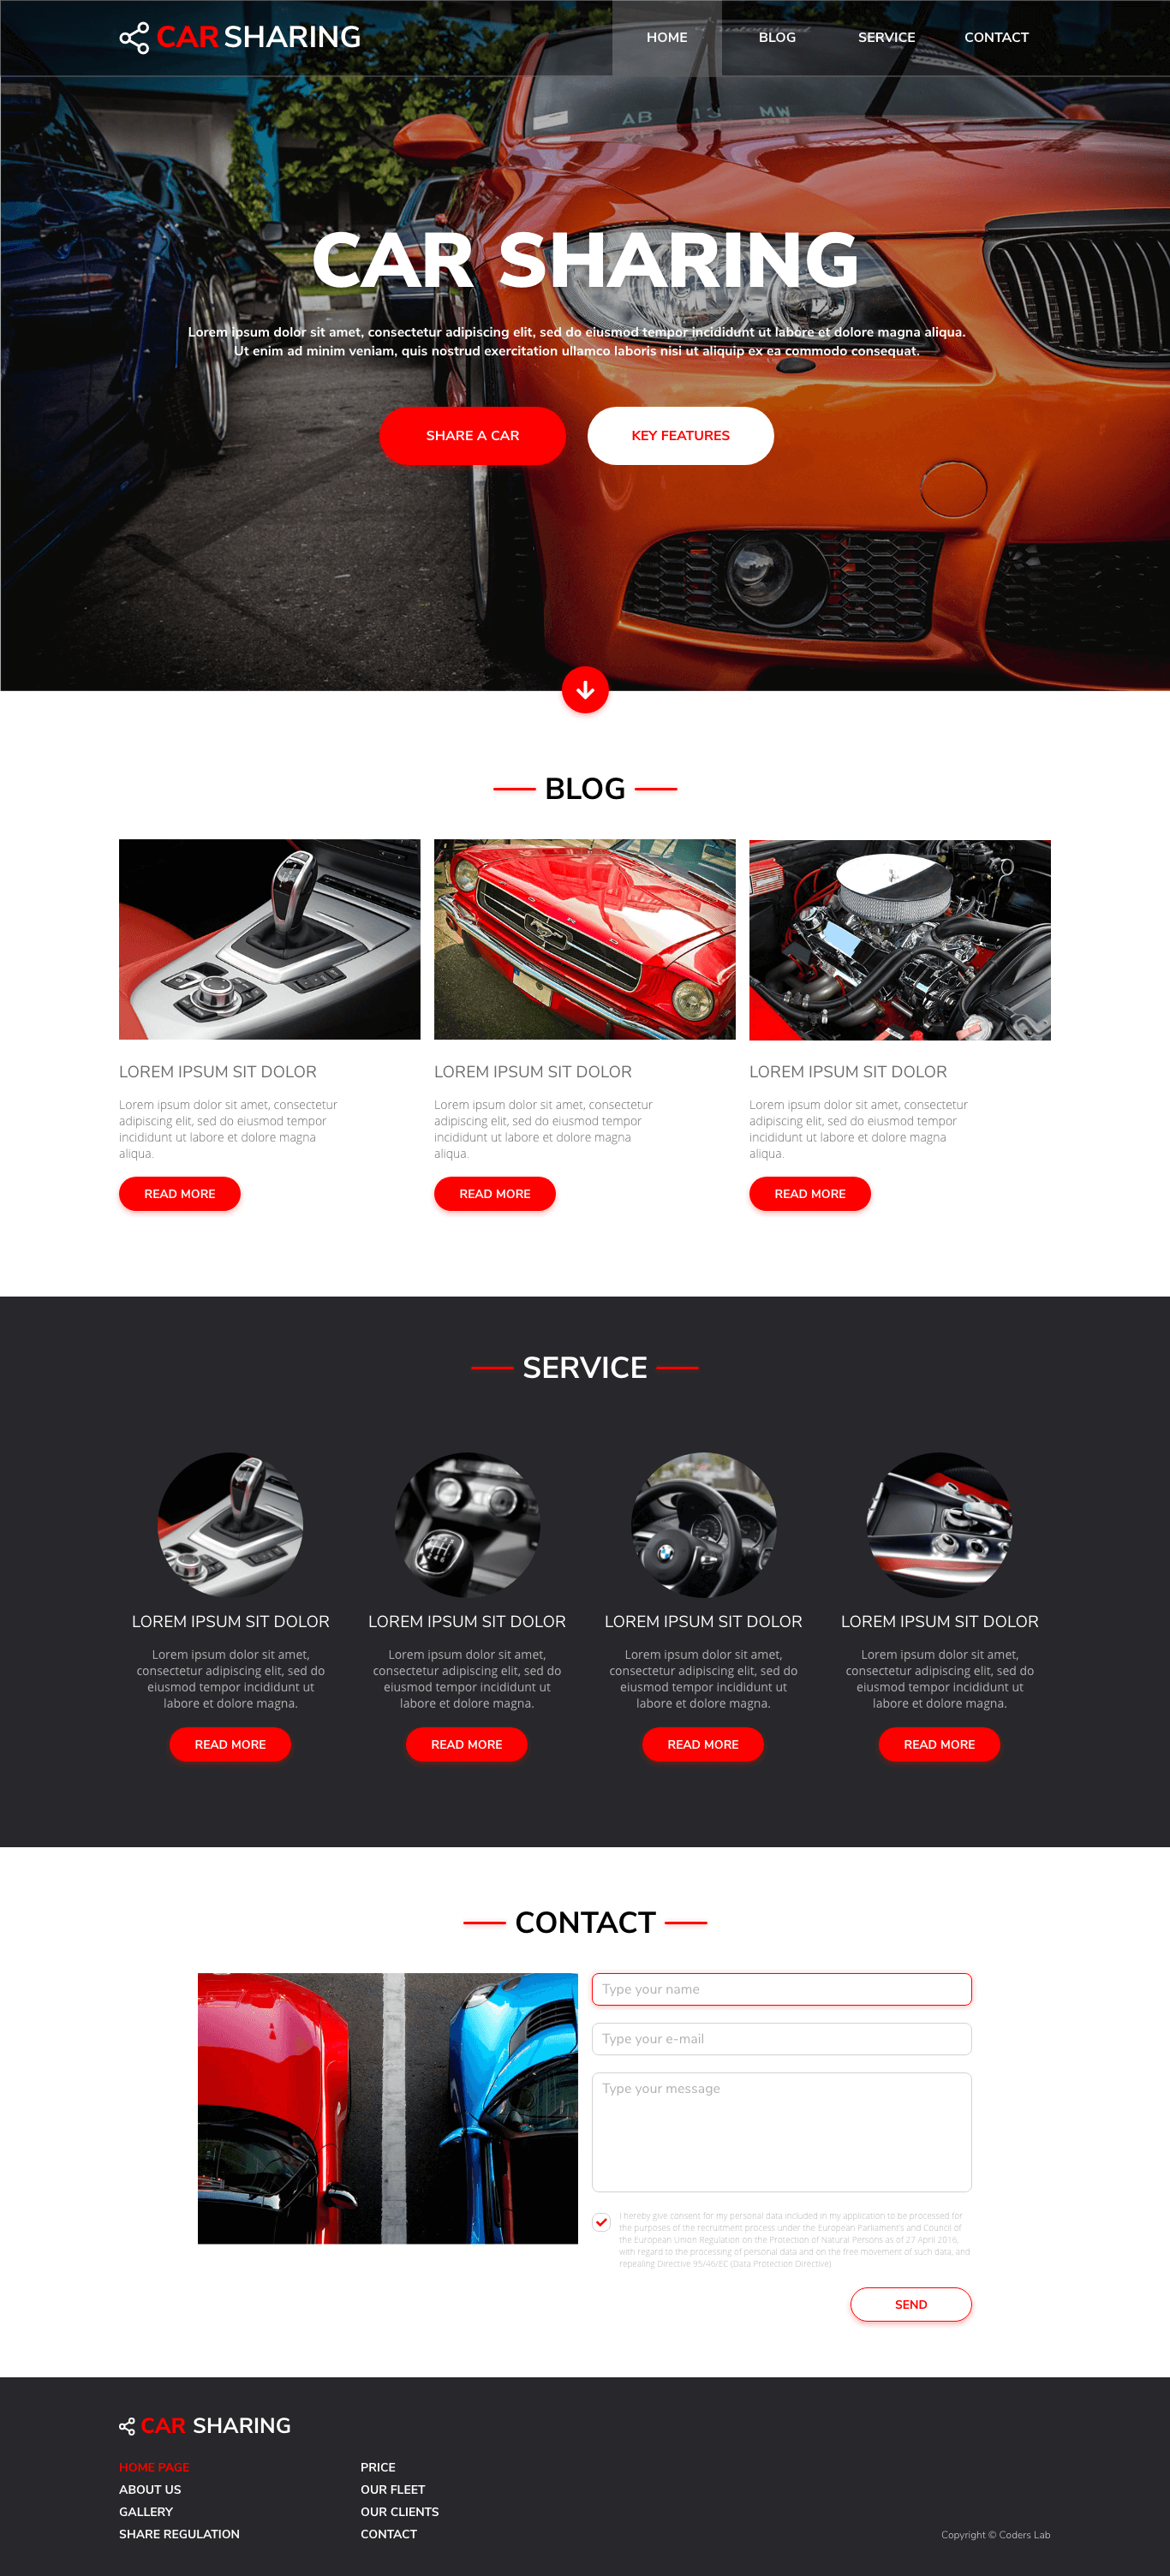 CAR SHARING
HOME BLOG SERVICE CONTACT
AB 13 MW
CAR SHARING
Lorem ipsum dolor sit amet, consectetur adipiscing elit, sed do eiusmod tempor incididunt ut labore et dolore magna aliqua.
Ut enim ad minim veniam, quis nostrud exercitation ullamco laboris nisi ut aliquip ex ea commodo consequat.
SHARE A CAR KEY FEATURES
BLOG
LOREM IPSUM SIT DOLOR
Lorem ipsum dolor sit amet, consectetur
adipiscing elit, sed do eiusmod tempor
incididunt ut labore et dolore magna
aliqua.
READ MORE
LOREM IPSUM SIT DOLOR
Lorem ipsum dolor sit amet, consectetur
adipiscing elit, sed do eiusmod tempor
incididunt ut labore et dolore magna
aliqua.
READ MORE
LOREM IPSUM SIT DOLOR
Lorem ipsum dolor sit amet, consectetur
adipiscing elit, sed do eiusmod tempor
incididunt ut labore et dolore magna
aliqua.
READ MORE
SERVICE
LOREM IPSUM SIT DOLOR
Lorem ipsum dolor sit amet,
consectetur adipiscing elit, sed do
eiusmod tempor incididunt ut
labore et dolore magna.
READ MORE
LOREM IPSUM SIT DOLOR
Lorem ipsum dolor sit amet,
consectetur adipiscing elit, sed do
eiusmod tempor incididunt ut
labore et dolore magna.
READ MORE
LOREM IPSUM SIT DOLOR
Lorem ipsum dolor sit amet,
consectetur adipiscing elit, sed do
eiusmod tempor incididunt ut
labore et dolore magna.
READ MORE
LOREM IPSUM SIT DOLOR
Lorem ipsum dolor sit amet,
consectetur adipiscing elit, sed do
eiusmod tempor incididunt ut
labore et dolore magna.
READ MORE
CONTACT
Type your name
Type your e-mail
Type your message
I hereby give consent for my personal data included in my application to be processed for
the purposes of the recruitment process under the European Parliament's and Council of
the European Union Regulation on the Protection of Natural Persons as of 27 April 2016,
with regard to the processing of personal data and on the free movement of such data, and
repealing Directive 95/46/EC (Data Protection Directive)
SEND
CAR SHARING
HOME PAGE
ABOUT US
GALLERY
SHARE REGULATION
PRICE
OUR FLEET
OUR CLIENTS
CONTACT
Copyright © Coders Lab